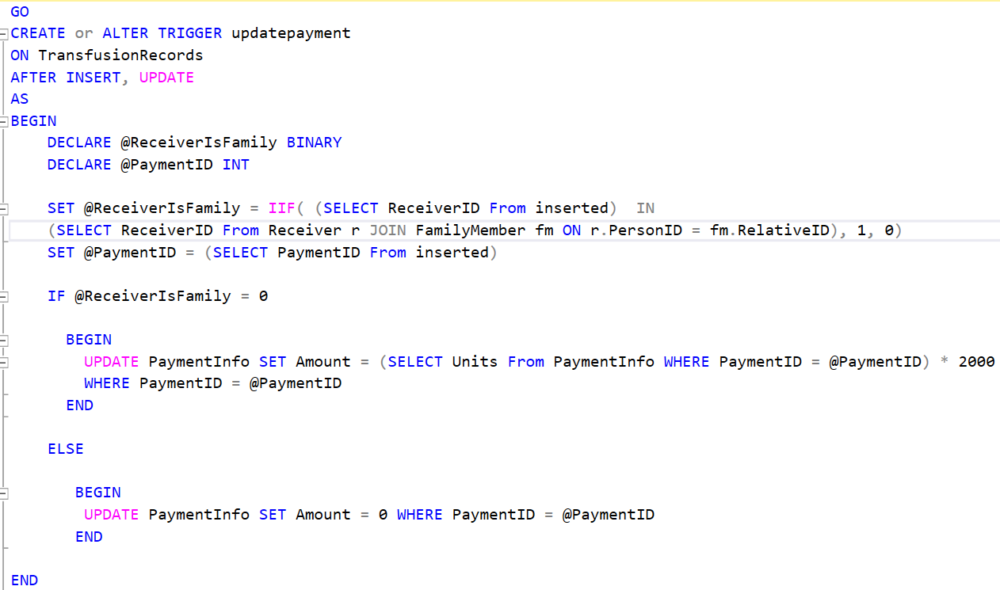 GO
CREATE or ALTER TRIGGER updatepayment
ON TransfusionRecords
AFTER INSERT, UPDATE
AS
BEGIN
DECLARE @ReceiverIsFamily BINARY
DECLARE @PaymentID INT
SET @ReceiverIsFamily = IIF( (SELECT ReceiverID From inserted)  IN
(SELECT ReceiverID From Receiver r JOIN FamilyMember fm ON r.PersonID = fm.RelativeID), 1, 0)
SET @PaymentID = (SELECT PaymentID From inserted)
IF @ReceiverIsFamily = 0
BEGIN
UPDATE PaymentInfo SET Amount = (SELECT Units From PaymentInfo WHERE PaymentID = @PaymentID) * 2000
WHERE PaymentID = @PaymentID
END
ELSE
BEGIN
UPDATE PaymentInfo SET Amount = 0 WHERE PaymentID = @PaymentID
END
END